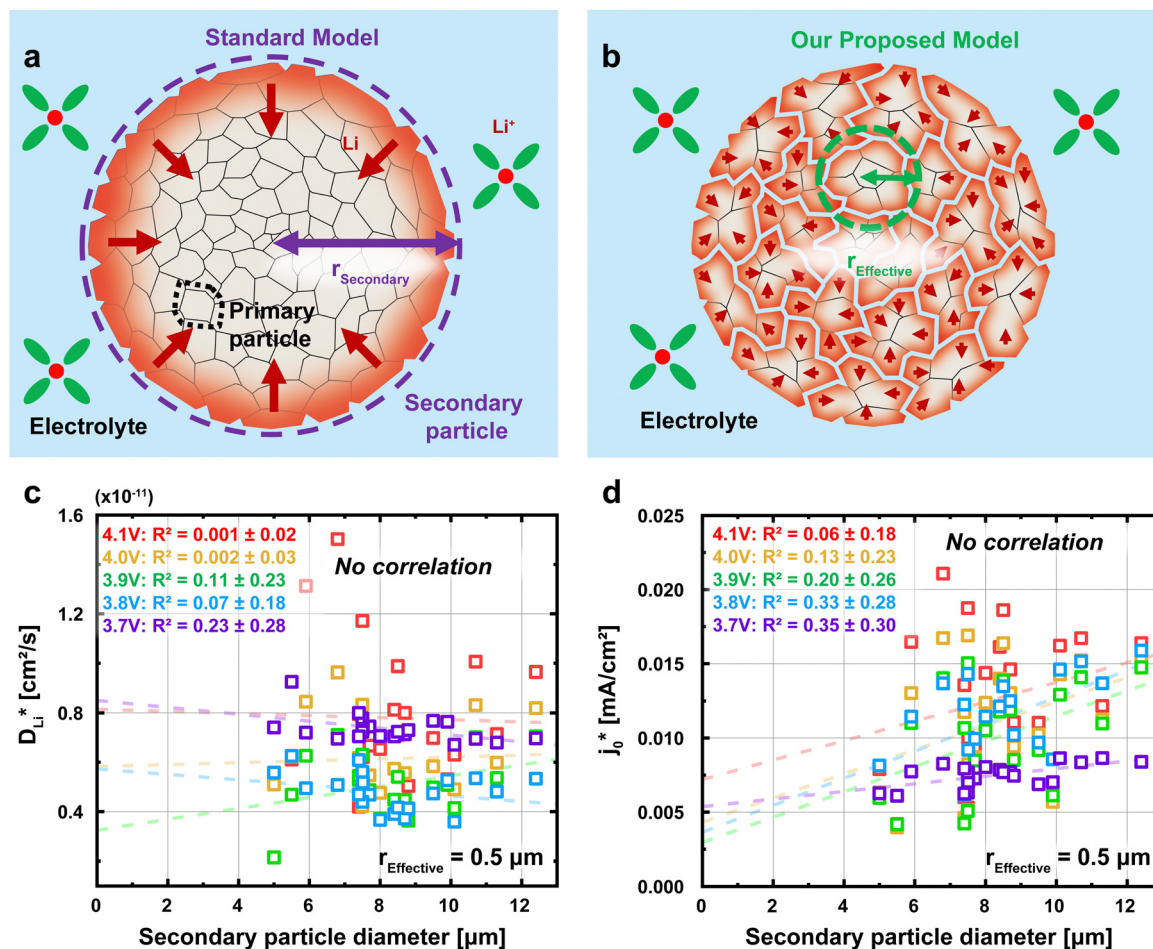 a
Standard Model
Li
Li⁺
r_Secondary
Primary
particle
Electrolyte
Secondary
particle
b
Our Proposed Model
r_Effective
Electrolyte
c
(x10⁻¹¹)
4.1V: R² = 0.001 ± 0.02
4.0V: R² = 0.002 ± 0.03
3.9V: R² = 0.11 ± 0.23
3.8V: R² = 0.07 ± 0.18
3.7V: R² = 0.23 ± 0.28
No correlation
1.6
1.2
0.8
0.4
D_Li* [cm²/s]
r_Effective = 0.5 µm
0 2 4 6 8 10 12
Secondary particle diameter [µm]
d
4.1V: R² = 0.06 ± 0.18
4.0V: R² = 0.13 ± 0.23
3.9V: R² = 0.20 ± 0.26
3.8V: R² = 0.33 ± 0.28
3.7V: R² = 0.35 ± 0.30
No correlation
0.025
0.020
0.015
0.010
0.005
0.000
j₀* [mA/cm²]
r_Effective = 0.5 µm
0 2 4 6 8 10 12
Secondary particle diameter [µm]